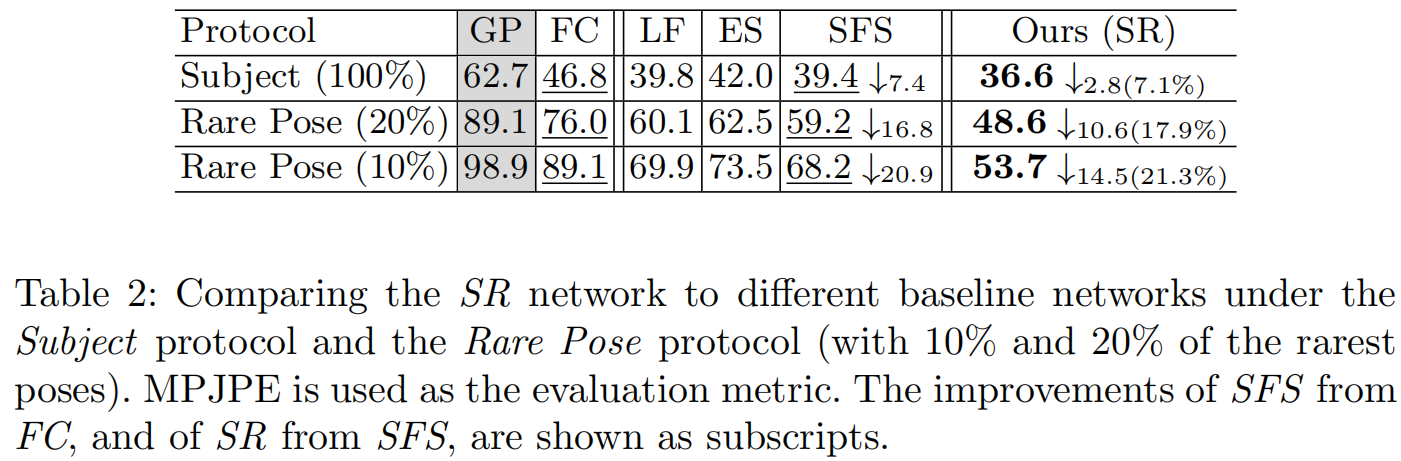 Protocol GP FC LF ES SFS Ours (SR)
Subject (100%) 62.7 46.8 39.8 42.0 39.4 ↓7.4 36.6 ↓2.8(7.1%)
Rare Pose (20%) 89.1 76.0 60.1 62.5 59.2 ↓16.8 48.6 ↓10.6(17.9%)
Rare Pose (10%) 98.9 89.1 69.9 73.5 68.2 ↓20.9 53.7 ↓14.5(21.3%)
Table 2: Comparing the SR network to different baseline networks under the
Subject protocol and the Rare Pose protocol (with 10% and 20% of the rarest
poses). MPJPE is used as the evaluation metric. The improvements of SFS from
FC, and of SR from SFS, are shown as subscripts.